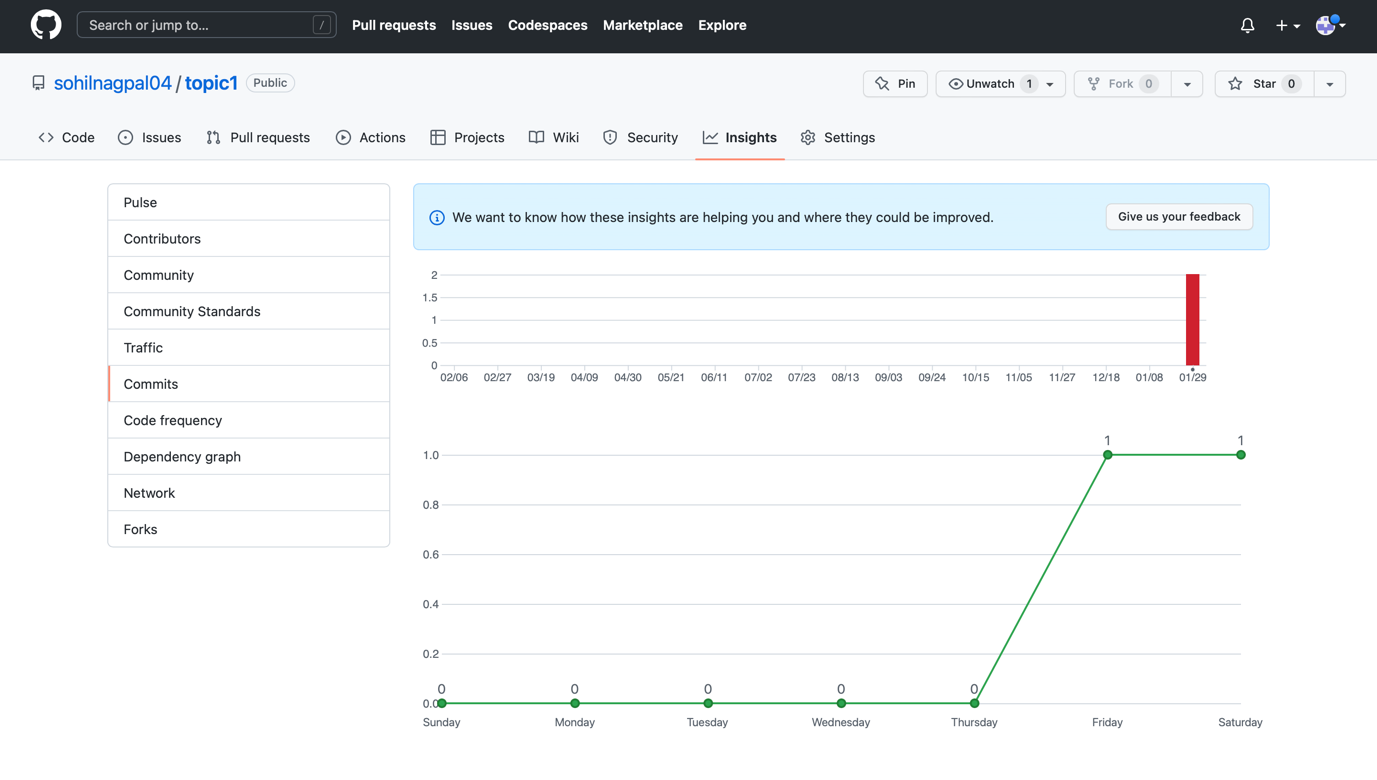 Search or jump to... /
Pull requests Issues Codespaces Marketplace Explore
sohilnagpal04 / topic1 Public
Pin
Unwatch 1
Fork 0
Star 0
Code Issues Pull requests Actions Projects Wiki Security Insights Settings
Pulse
Contributors
Community
Community Standards
Traffic
Commits
Code frequency
Dependency graph
Network
Forks
We want to know how these insights are helping you and where they could be improved.
Give us your feedback
2
1.5
1
0.5
0
02/06 02/27 03/19 04/09 04/30 05/21 06/11 07/02 07/23 08/13 09/03 09/24 10/15 11/05 11/27 12/18 01/08 01/29
1 1
1.0
0.8
0.6
0.4
0.2
0 0 0 0 0
0.0
Sunday Monday Tuesday Wednesday Thursday Friday Saturday